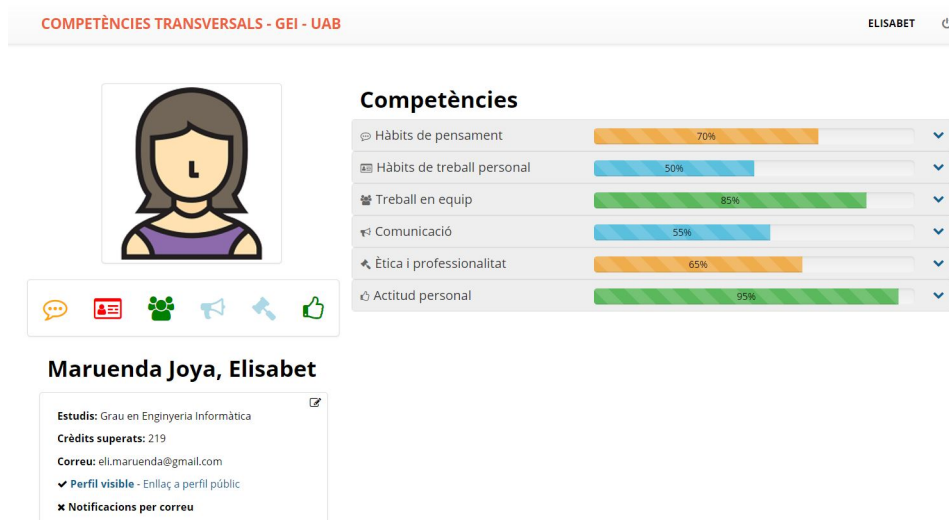 COMPETÈNCIES TRANSVERSALS - GEI - UAB
ELISABET
Competències
Hàbits de pensament 70%
Hàbits de treball personal 50%
Treball en equip 85%
Comunicació 55%
Ètica i professionalitat 65%
Actitud personal 95%
Maruenda Joya, Elisabet
Estudis: Grau en Enginyeria Informàtica
Crèdits superats: 219
Correu: eli.maruenda@gmail.com
Perfil visible - Enllaç a perfil públic
Notificacions per correu